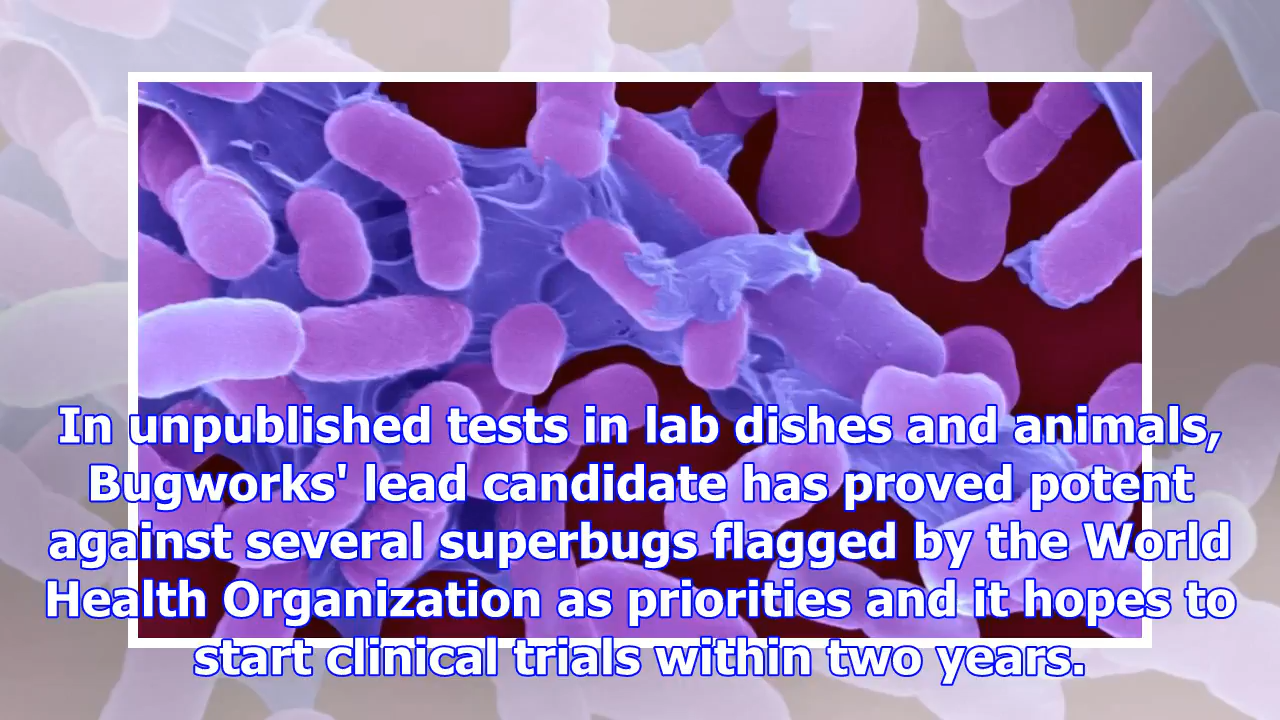 In unpublished tests in lab dishes and animals,
Bugworks' lead candidate has proved potent
against several superbugs flagged by the World
Health Organization as priorities and it hopes to
start clinical trials within two years.